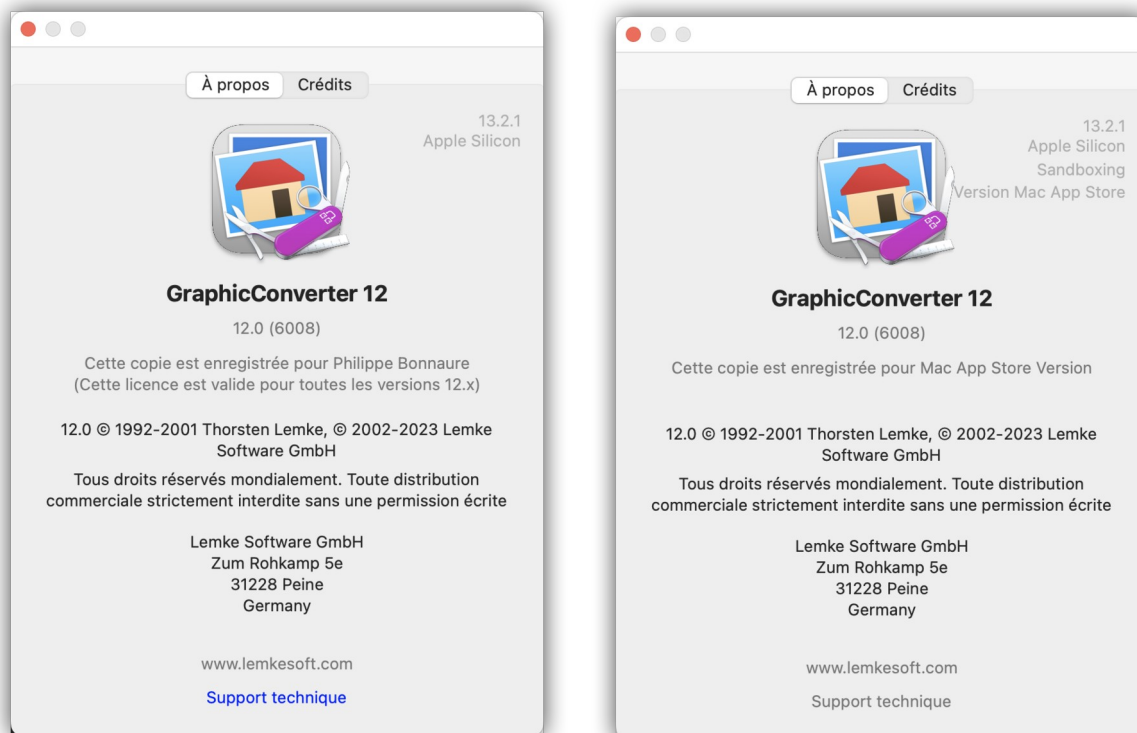 À propos Crédits
13.2.1
Apple Silicon
GraphicConverter 12
12.0 (6008)
Cette copie est enregistrée pour Philippe Bonnaure
(Cette licence est valide pour toutes les versions 12.x)
12.0 © 1992-2001 Thorsten Lemke, © 2002-2023 Lemke
Software GmbH
Tous droits réservés mondialement. Toute distribution
commerciale strictement interdite sans une permission écrite
Lemke Software GmbH
Zum Rohkamp 5e
31228 Peine
Germany
www.lemkesoft.com
Support technique
À propos Crédits
13.2.1
Apple Silicon
Sandboxing
Version Mac App Store
GraphicConverter 12
12.0 (6008)
Cette copie est enregistrée pour Mac App Store Version
12.0 © 1992-2001 Thorsten Lemke, © 2002-2023 Lemke
Software GmbH
Tous droits réservés mondialement. Toute distribution
commerciale strictement interdite sans une permission écrite
Lemke Software GmbH
Zum Rohkamp 5e
31228 Peine
Germany
www.lemkesoft.com
Support technique